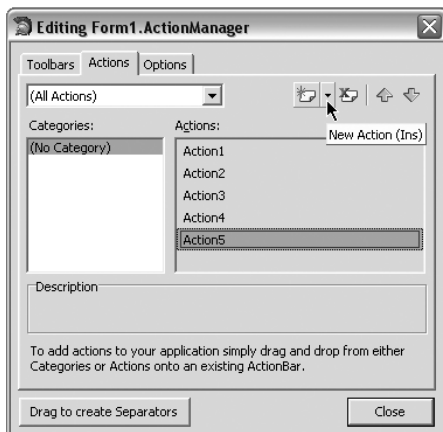 Editing Form1.ActionManager
Toolbars Actions Options
(All Actions)
New Action (Ins)
Categories:
(No Category)
Actions:
Action1
Action2
Action3
Action4
Action5
Description
To add actions to your application simply drag and drop from either
Categories or Actions onto an existing ActionBar.
Drag to create Separators
Close